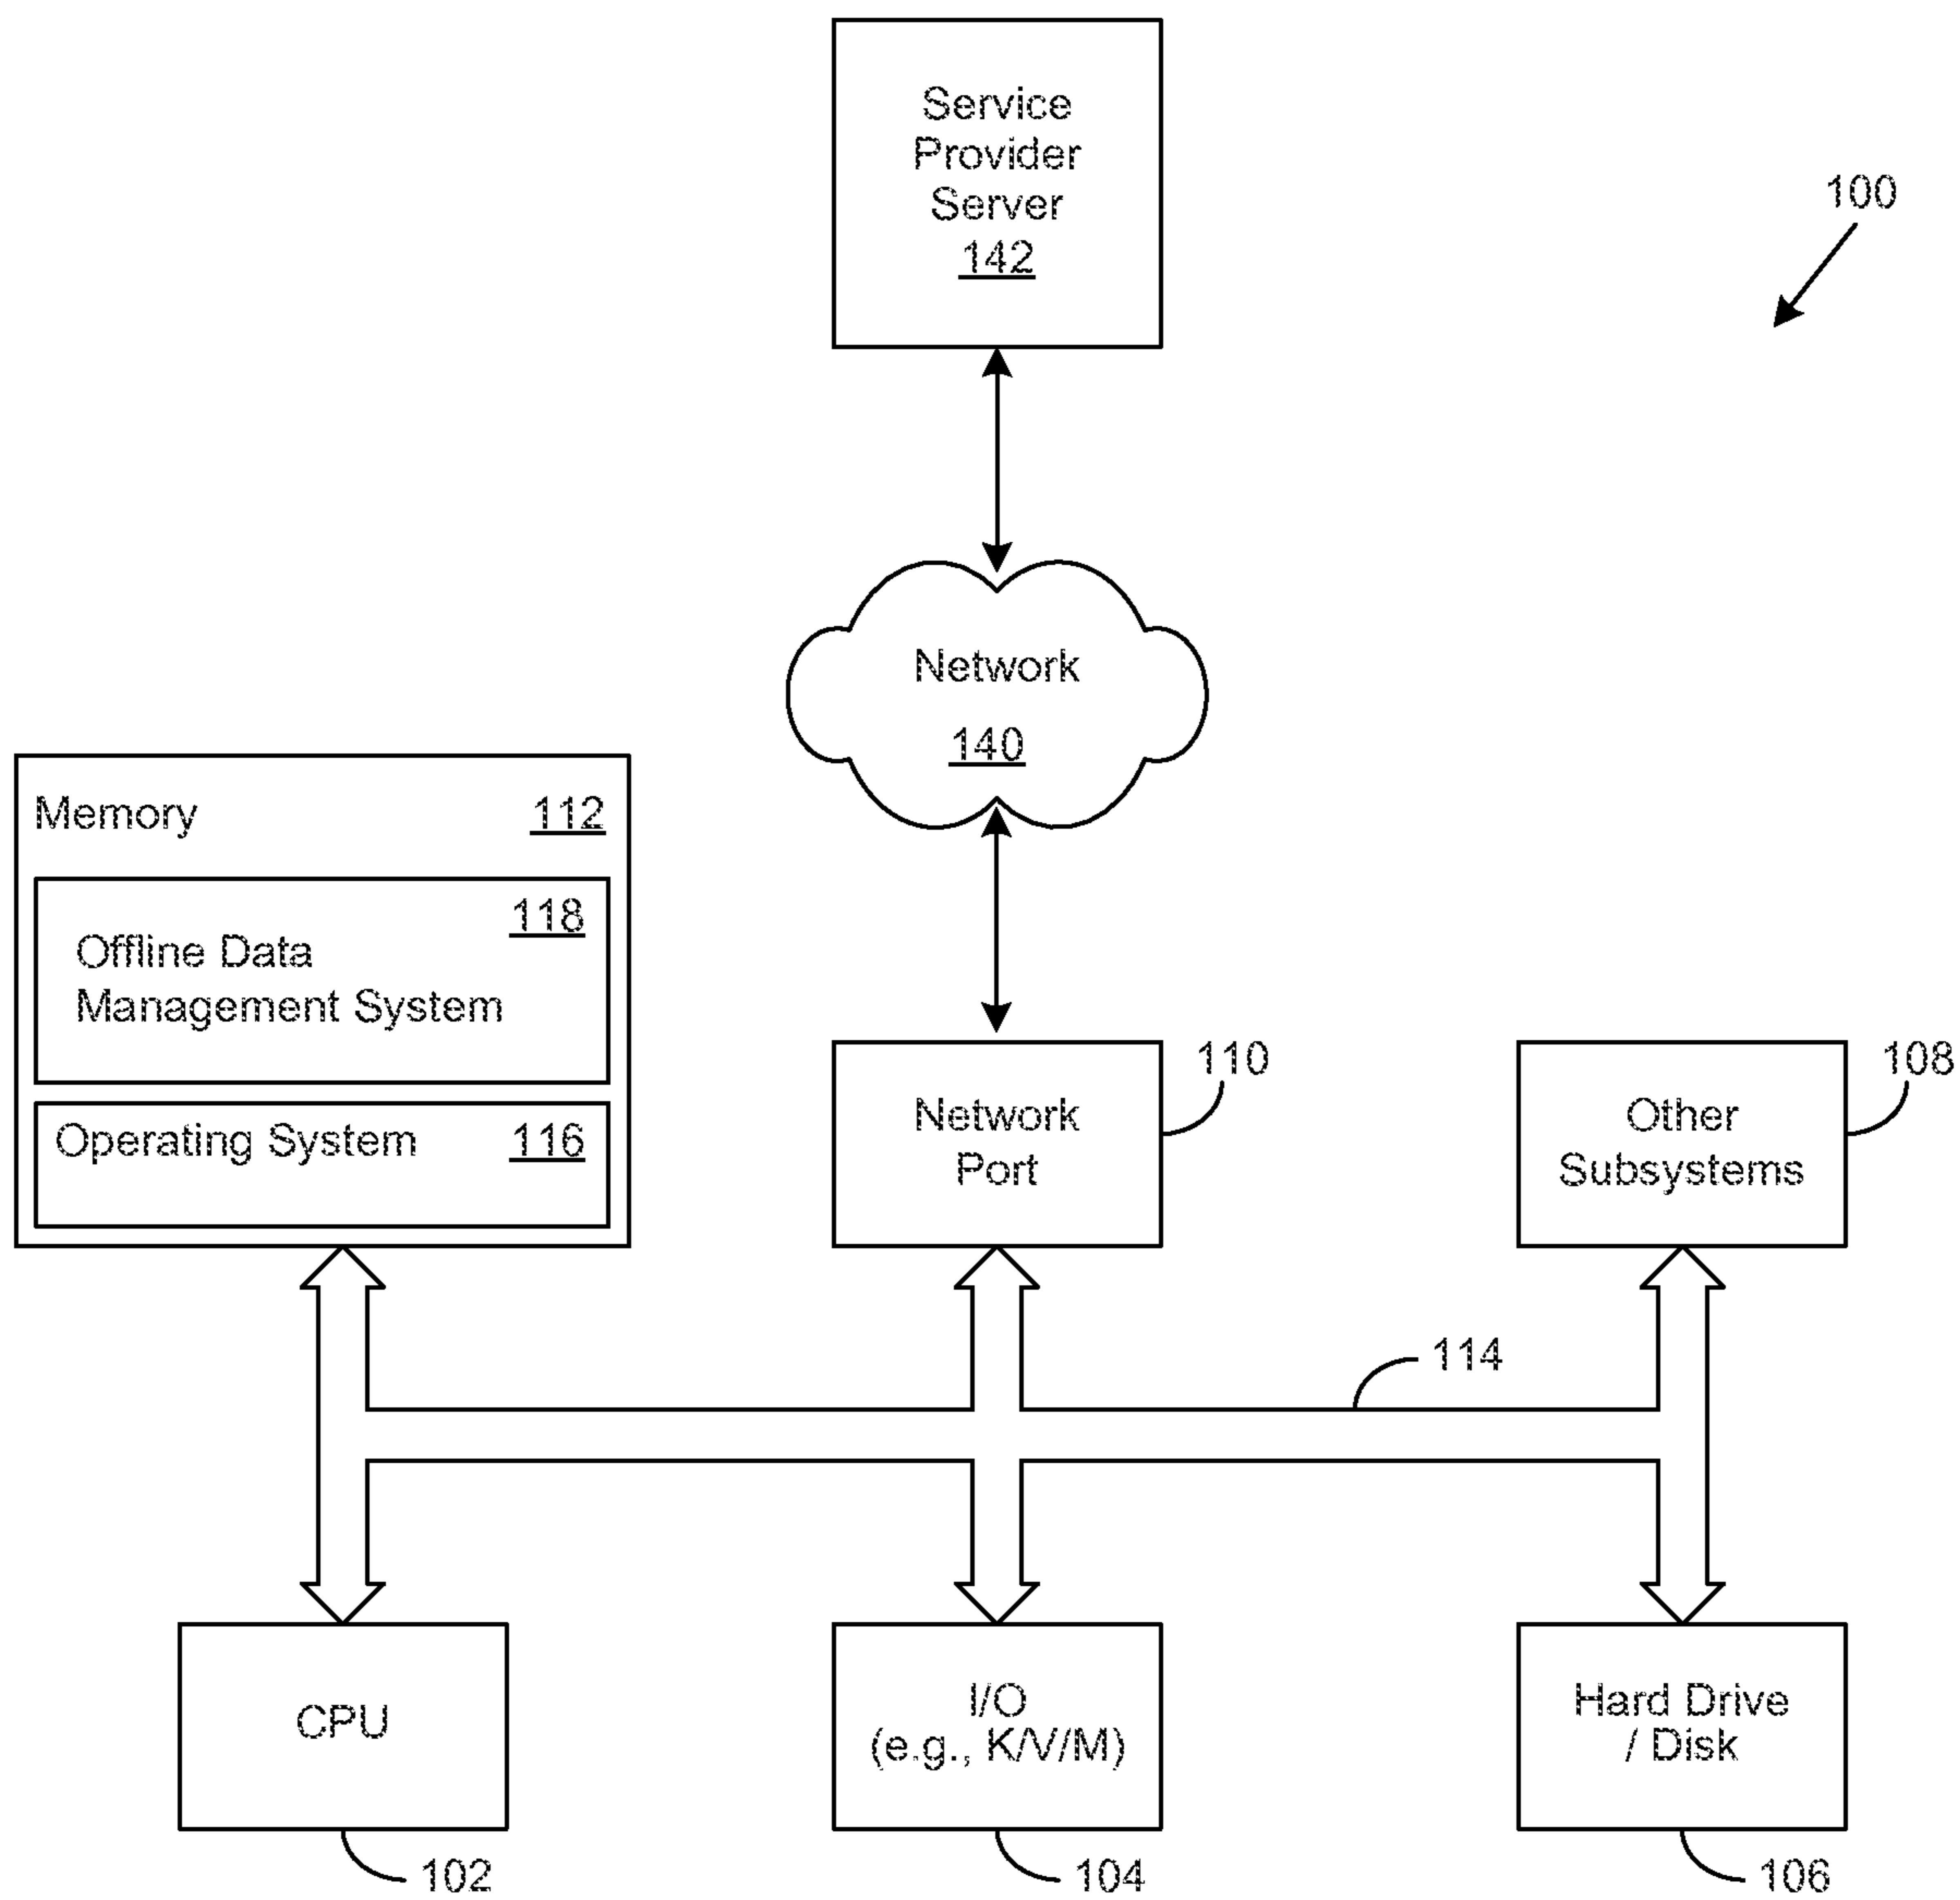 Service
Provider
Server
142
100
Network
140
Memory 112
118
Offline Data
Management System
Operating System 116
110
Network
Port
108
Other
Subsystems
114
CPU
I/O
(e.g., K/V/M)
Hard Drive
/ Disk
102
104
106